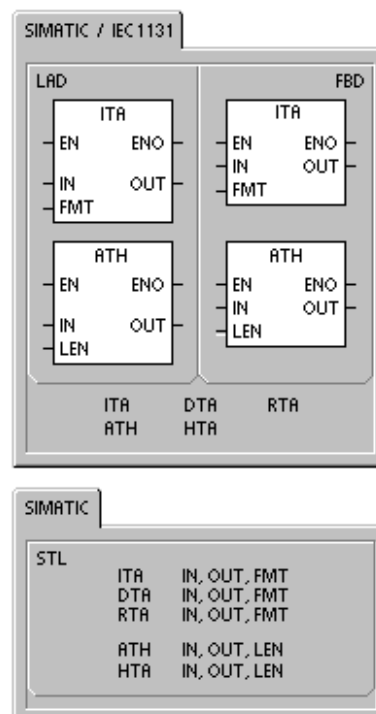 SIMATIC / IEC1131
LAD FBD
ITA ITA
EN ENO EN ENO
IN OUT IN OUT
FMT FMT
ATH ATH
EN ENO EN ENO
IN OUT IN OUT
LEN LEN
ITA DTA RTA
ATH HTA
SIMATIC
STL
ITA IN, OUT, FMT
DTA IN, OUT, FMT
RTA IN, OUT, FMT
ATH IN, OUT, LEN
HTA IN, OUT, LEN